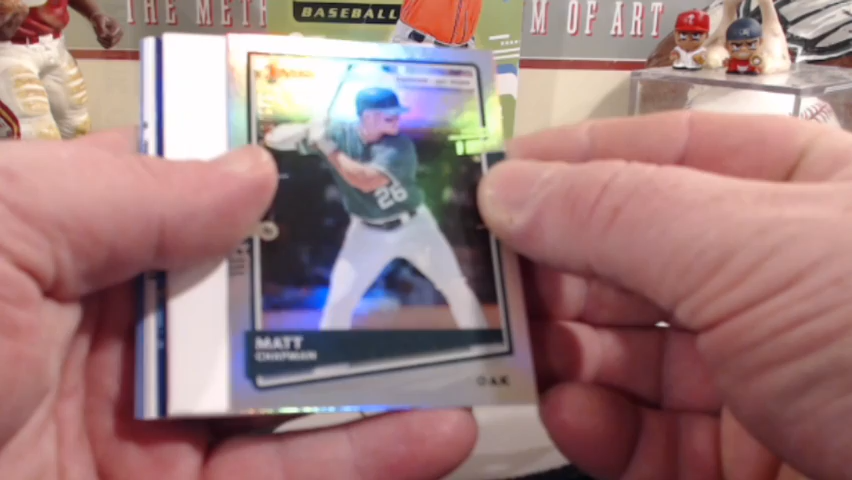 THE METR
BASEBALL
M OF ART
26
MATT
CHAPMAN
OAK